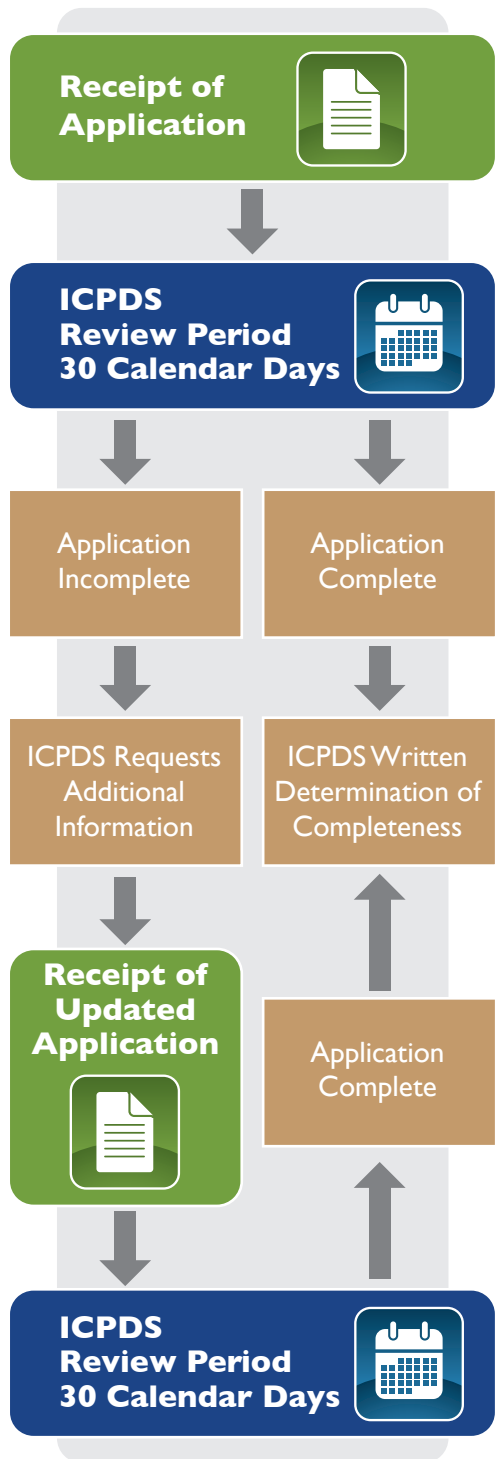 Receipt of
Application
ICPDS
Review Period
30 Calendar Days
Application
Incomplete
Application
Complete
ICPDS Requests
Additional
Information
ICPDS Written
Determination of
Completeness
Receipt of
Updated
Application
Application
Complete
ICPDS
Review Period
30 Calendar Days